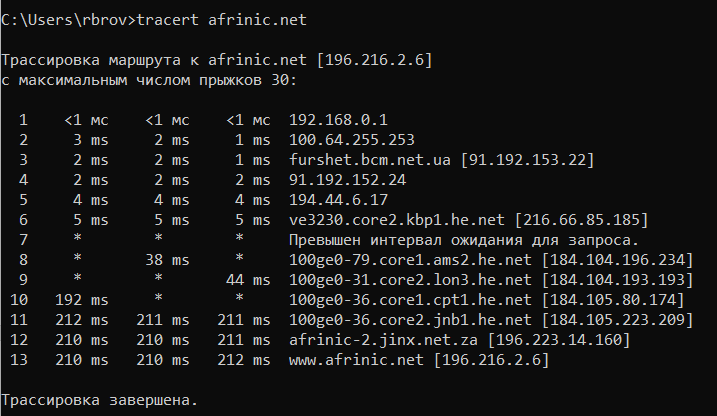 C:\Users\rbrov>tracert afrinic.net
Трассировка маршрута к afrinic.net [196.216.2.6]
с максимальным числом прыжков 30:
1 <1 мс <1 мс <1 мс 192.168.0.1
2 3 ms 2 ms 1 ms 100.64.255.253
3 2 ms 2 ms 1 ms furshet.bcm.net.ua [91.192.153.22]
4 2 ms 2 ms 2 ms 91.192.152.24
5 4 ms 4 ms 4 ms 194.44.6.17
6 5 ms 5 ms 5 ms ve3230.core2.kbp1.he.net [216.66.85.185]
7 * * * Превышен интервал ожидания для запроса.
8 * 38 ms * 100ge0-79.core1.ams2.he.net [184.104.196.234]
9 * * 44 ms 100ge0-31.core2.lon3.he.net [184.104.193.193]
10 192 ms * * 100ge0-36.core1.cpt1.he.net [184.105.80.174]
11 212 ms 211 ms 211 ms 100ge0-36.core2.jnb1.he.net [184.105.223.209]
12 210 ms 210 ms 211 ms afrinic-2.jinx.net.za [196.223.14.160]
13 210 ms 210 ms 212 ms www.afrinic.net [196.216.2.6]
Трассировка завершена.